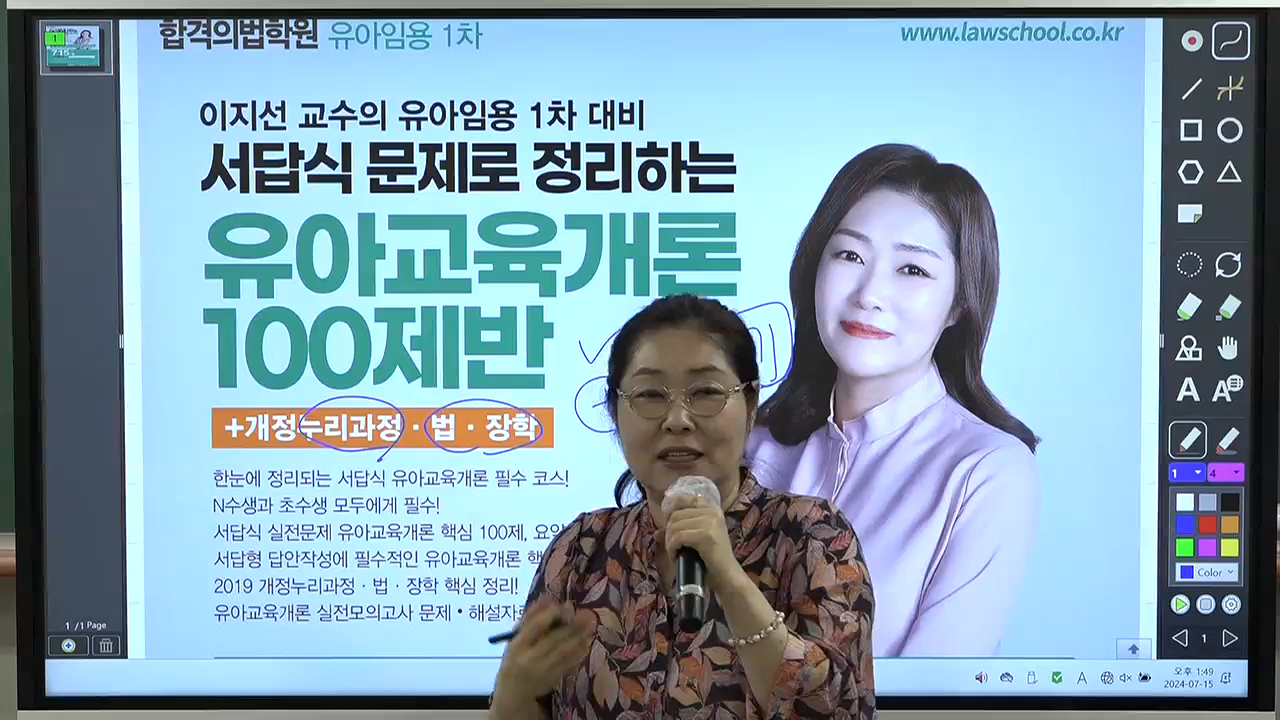 합격의법학원 유아임용 1차
www.lawschool.co.kr
이지선 교수의 유아임용 1차 대비
서답식 문제로 정리하는
유아교육개론
100제반
+개정누리과정 · 법 · 장학
한눈에 정리되는 서답식 유아교육개론 필수 코스!
N수생과 초수생 모두에게 필수!
서답식 실전문제 유아교육개론 핵심 100제,
서답형 답안작성에 필수적인 유아교육개론
2019 개정누리과정 · 법 · 장학 핵심 정리!
유아교육개론 실전모의고사 문제 • 해설자료
1
1 /1 Page
A
A
1
4
Color
1
A
오후 1:49
2024-07-15